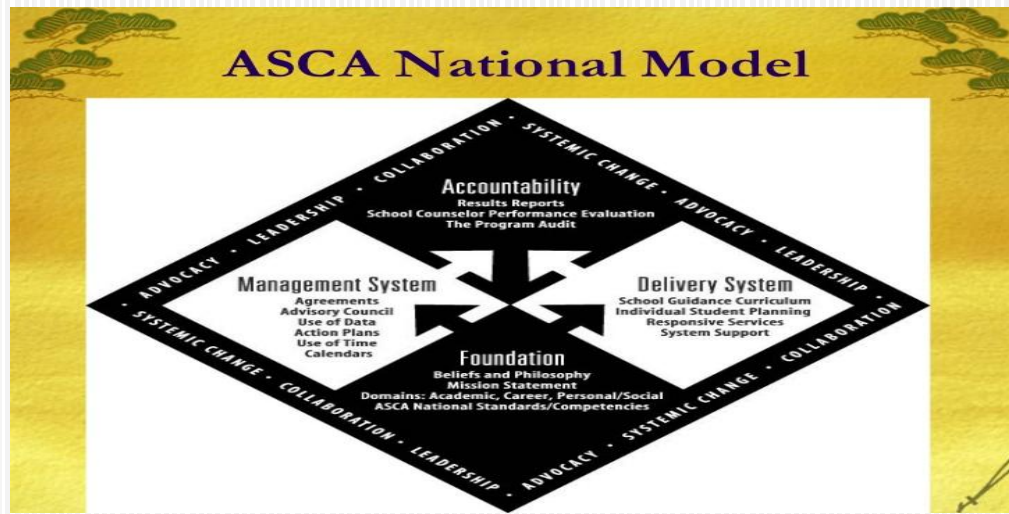 ASCA National Model
• ADVOCACY • LEADERSHIP • COLLABORATION •
SYSTEMIC CHANGE • ADVOCACY • LEADERSHIP •
Accountability
Results Reports
School Counselor Performance Evaluation
The Program Audit
Management System
Agreements
Advisory Council
Use of Data
Action Plans
Use of Time
Calendars
Delivery System
School Guidance Curriculum
Individual Student Planning
Responsive Services
System Support
Foundation
Beliefs and Philosophy
Mission Statement
Domains: Academic, Career, Personal/Social
ASCA National Standards/Competencies
SYSTEMIC CHANGE • COLLABORATION • LEADERSHIP •
ADVOCACY • SYSTEMIC CHANGE • COLLABORATION